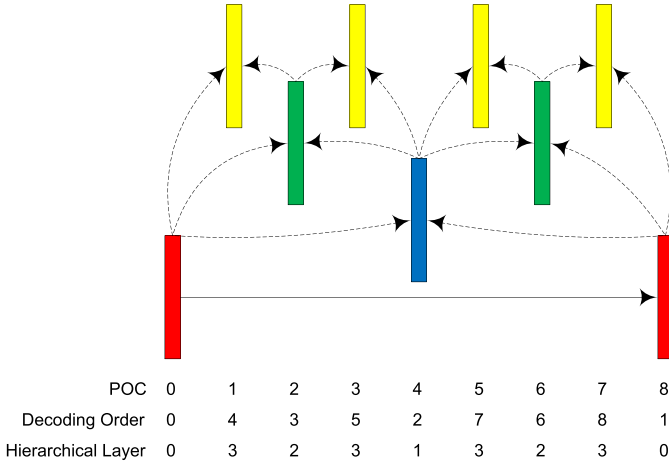 POC 0 1 2 3 4 5 6 7 8
Decoding Order 0 4 3 5 2 7 6 8 1
Hierarchical Layer 0 3 2 3 1 3 2 3 0